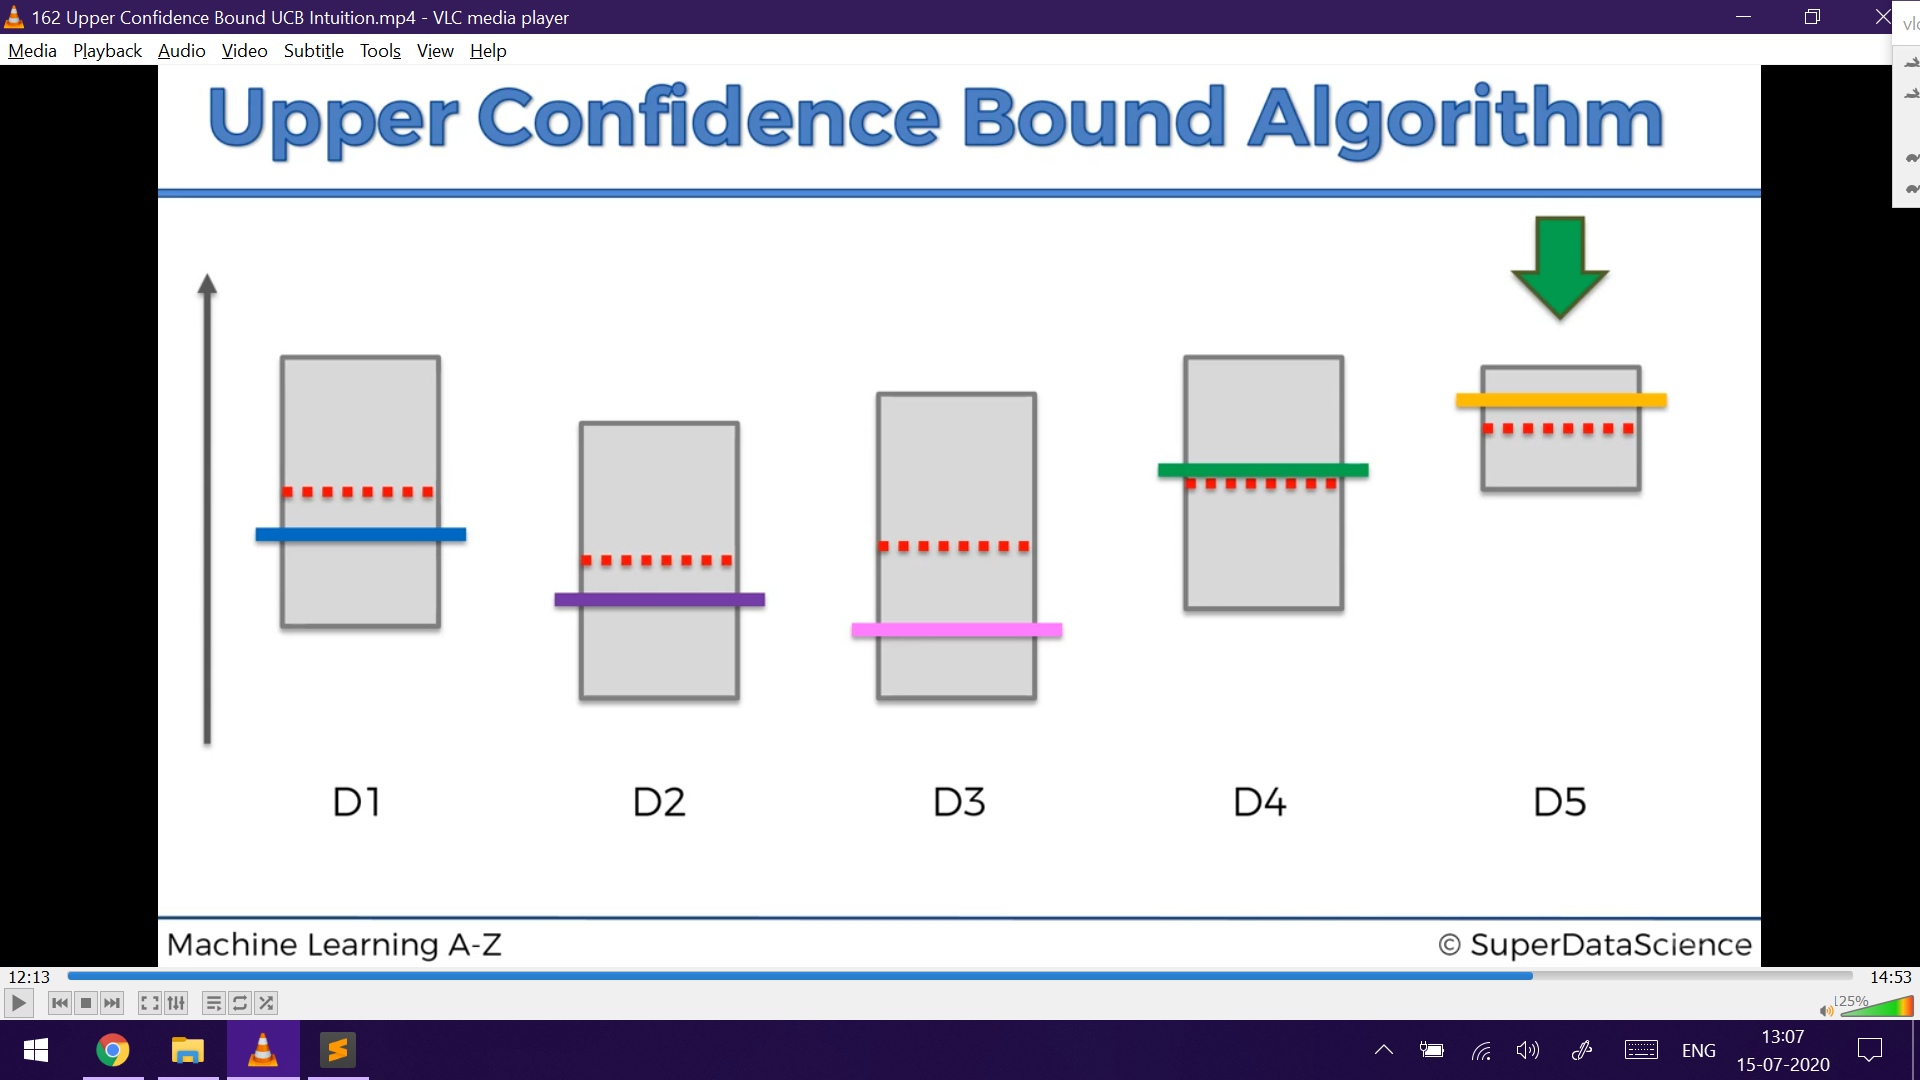 162 Upper Confidence Bound UCB Intuition.mp4 - VLC media player
Media Playback Audio Video Subtitle Tools View Help
Upper Confidence Bound Algorithm
D1 D2 D3 D4 D5
Machine Learning A-Z
© SuperDataScience
12:13
14:53
125%
ENG
13:07
15-07-2020